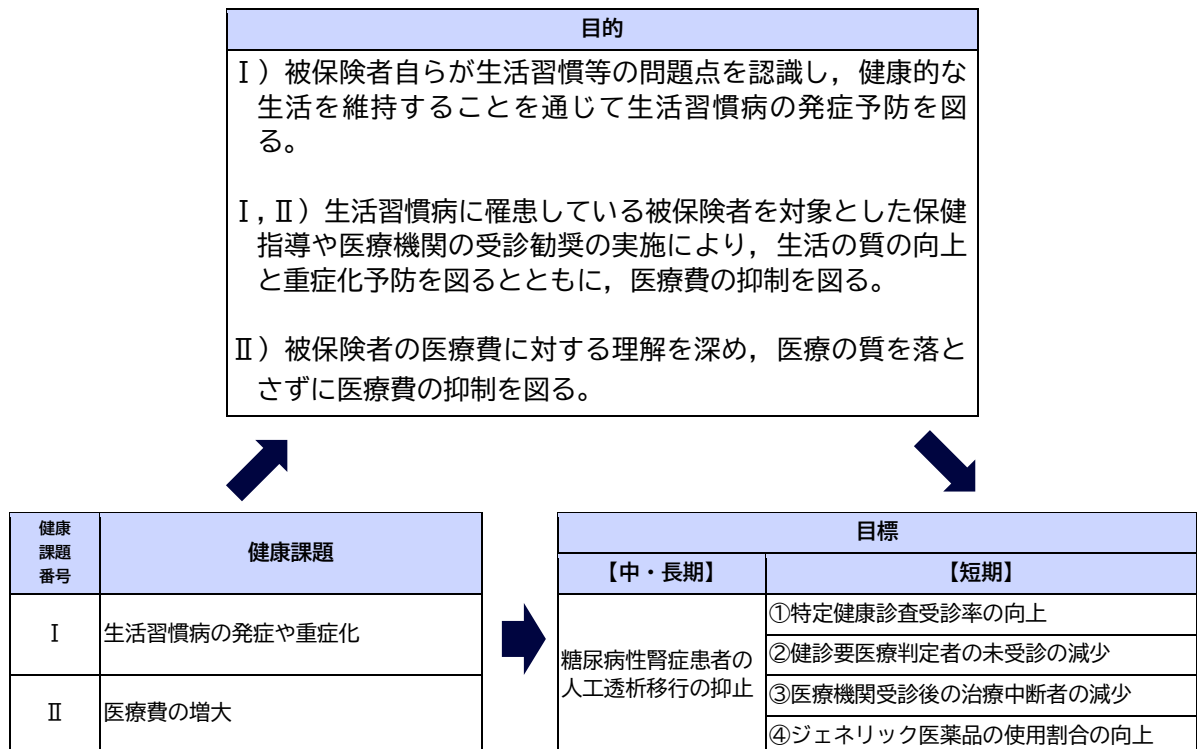 目的
Ⅰ）被保険者自らが生活習慣等の問題点を認識し，健康的な
生活を維持することを通じて生活習慣病の発症予防を図
る。
Ⅰ，Ⅱ）生活習慣病に罹患している被保険者を対象とした保健
指導や医療機関の受診勧奨の実施により，生活の質の向上
と重症化予防を図るとともに，医療費の抑制を図る。
Ⅱ）被保険者の医療費に対する理解を深め，医療の質を落と
さずに医療費の抑制を図る。
健康
課題
番号
健康課題
Ⅰ
生活習慣病の発症や重症化
Ⅱ
医療費の増大
目標
【中・長期】
【短期】
糖尿病性腎症患者の
人工透析移行の抑止
①特定健康診査受診率の向上
②健診要医療判定者の未受診の減少
③医療機関受診後の治療中断者の減少
④ジェネリック医薬品の使用割合の向上